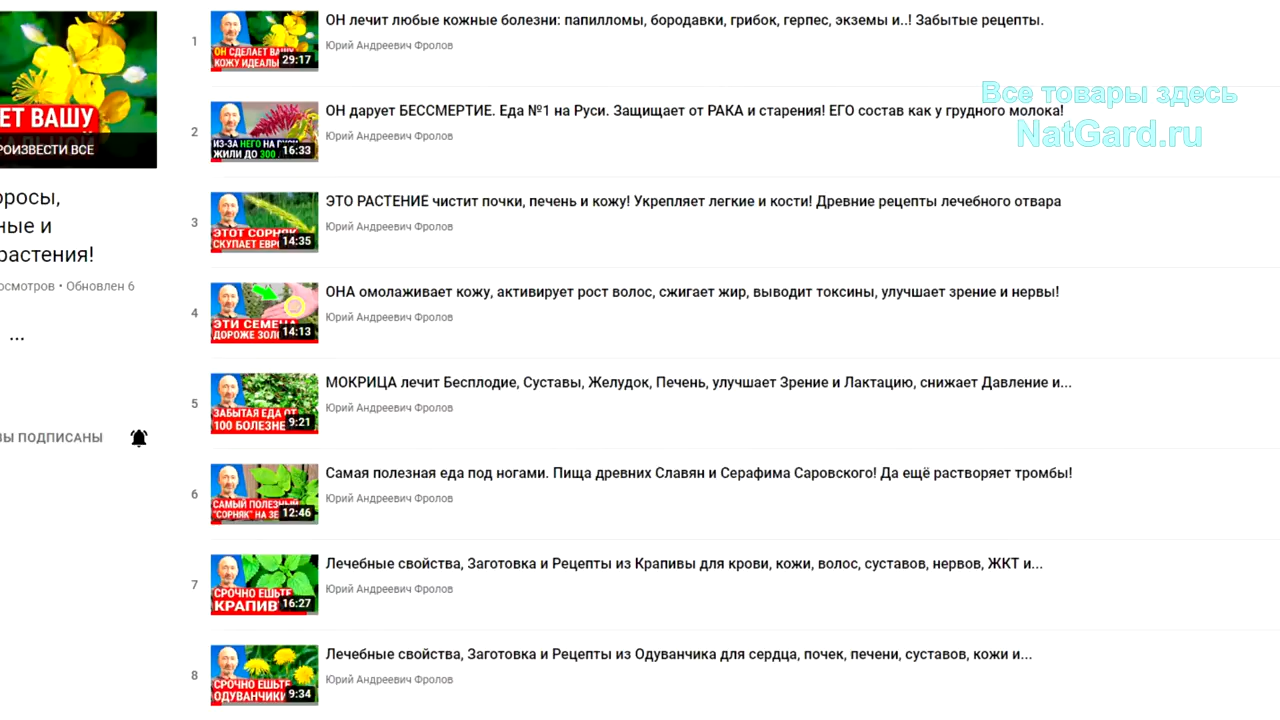 ЕТ ВАШУ
РОИЗВЕСТИ ВСЕ
оросы,
ные и
растения!
осмотров • Обновлен 6
...
ВЫ ПОДПИСАНЫ
1
ОН СДЕЛАЕТ ВАШУ
КОЖУ ИДЕАЛЬ
29:17
ОН лечит любые кожные болезни: папилломы, бородавки, грибок, герпес, экземы и..! Забытые рецепты.
Юрий Андреевич Фролов
Все товары здесь
NatGard.ru
2
ИЗ-ЗА НЕГО НА РУСИ
ЖИЛИ ДО 300
16:33
ОН дарует БЕССМЕРТИЕ. Еда №1 на Руси. Защищает от РАКА и старения! ЕГО состав как у грудного молока!
Юрий Андреевич Фролов
3
ЭТОТ СОРНЯК
СКУПАЕТ ЕВР
14:35
ЭТО РАСТЕНИЕ чистит почки, печень и кожу! Укрепляет легкие и кости! Древние рецепты лечебного отвара
Юрий Андреевич Фролов
4
ЭТИ СЕМЕНА
ДОРОЖЕ ЗОЛ
14:13
ОНА омолаживает кожу, активирует рост волос, сжигает жир, выводит токсины, улучшает зрение и нервы!
Юрий Андреевич Фролов
5
ЗАБЫТАЯ ЕДА ОТ
100 БОЛЕЗНЕ
9:21
МОКРИЦА лечит Бесплодие, Суставы, Желудок, Печень, улучшает Зрение и Лактацию, снижает Давление и...
Юрий Андреевич Фролов
6
САМЫЙ ПОЛЕЗНЫЙ
"СОРНЯК" НА ЗЕ
12:46
Самая полезная еда под ногами. Пища древних Славян и Серафима Саровского! Да ещё растворяет тромбы!
Юрий Андреевич Фролов
7
СРОЧНО ЕШЬТЕ
КРАПИВ
16:27
Лечебные свойства, Заготовка и Рецепты из Крапивы для крови, кожи, волос, суставов, нервов, ЖКТ и...
Юрий Андреевич Фролов
8
СРОЧНО ЕШЬТЕ
ОДУВАНЧИКИ
9:34
Лечебные свойства, Заготовка и Рецепты из Одуванчика для сердца, почек, печени, суставов, кожи и...
Юрий Андреевич Фролов